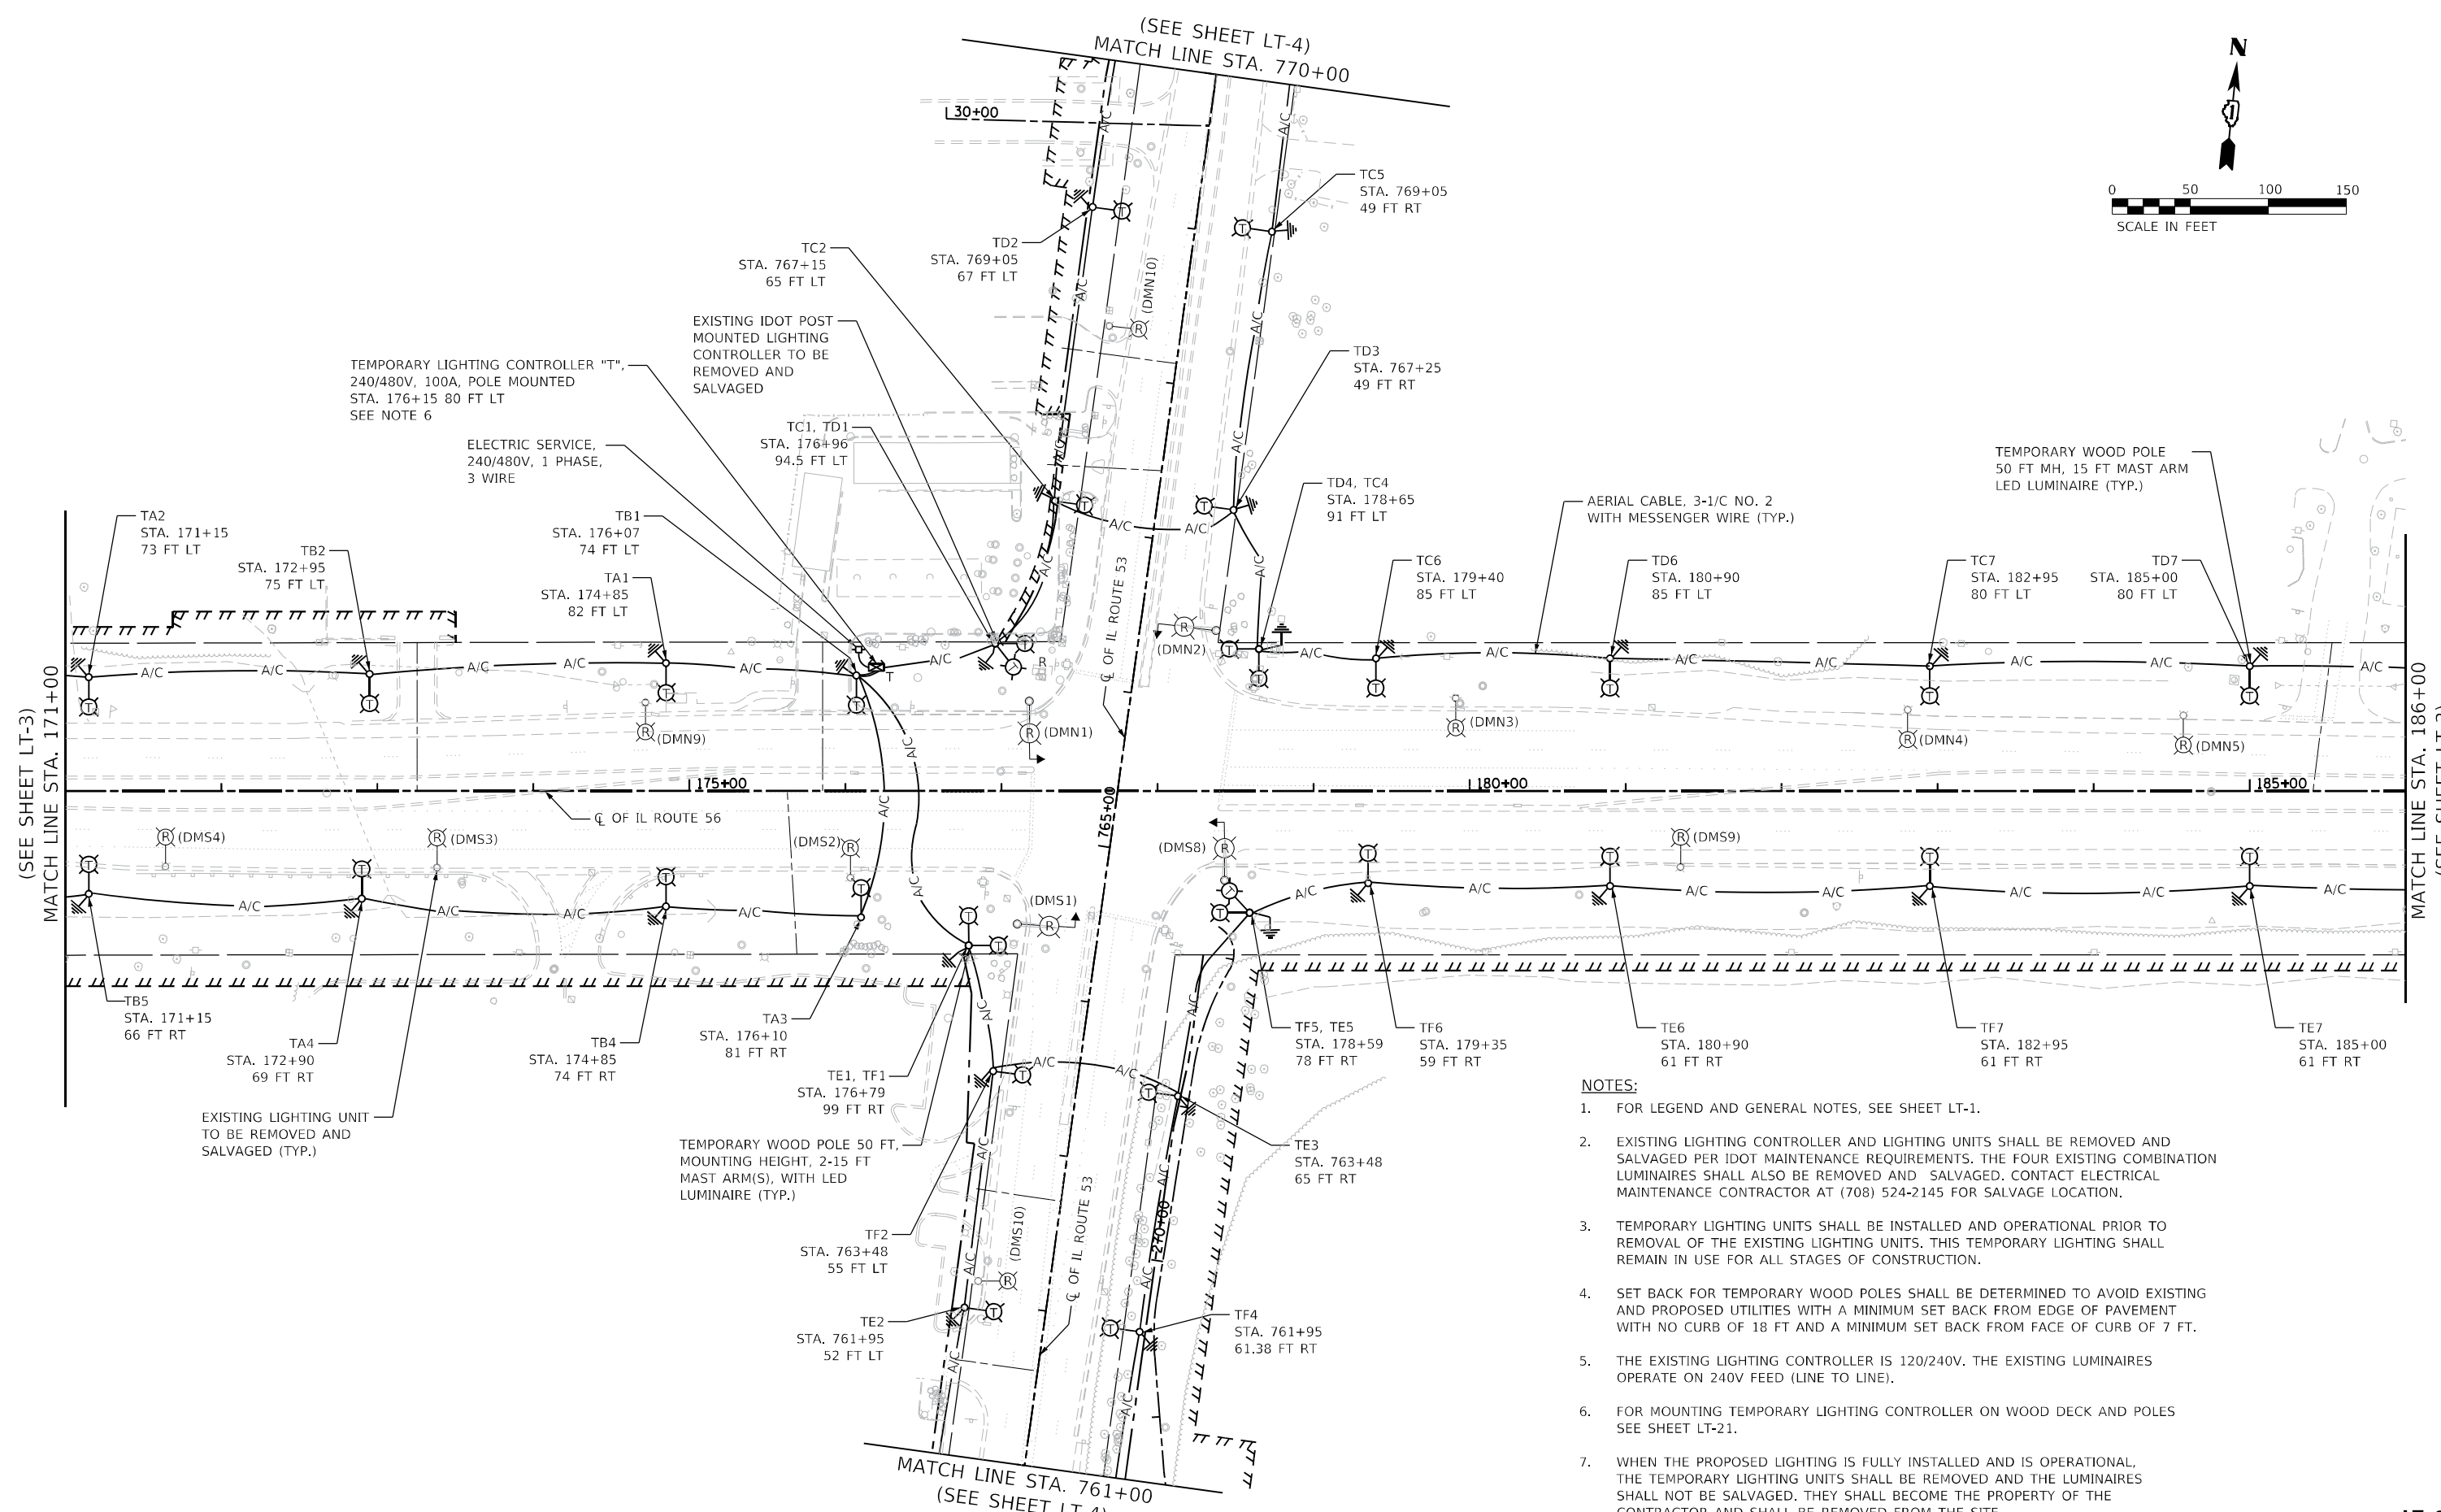 (SEE SHEET LT-4)
MATCH LINE STA. 770+00
N
1
0 50 100 150
SCALE IN FEET
30+00
TC5
STA. 769+05
49 FT RT
TC2
STA. 767+15
65 FT LT
TD2
STA. 769+05
67 FT LT
(DMN10)
EXISTING IDOT POST
MOUNTED LIGHTING
CONTROLLER TO BE
REMOVED AND
SALVAGED
TEMPORARY LIGHTING CONTROLLER "T",
240/480V, 100A, POLE MOUNTED
STA. 176+15 80 FT LT
SEE NOTE 6
TD3
STA. 767+25
49 FT RT
ELECTRIC SERVICE,
240/480V, 1 PHASE,
3 WIRE
TC1, TD1
STA. 176+96
94.5 FT LT
TEMPORARY WOOD POLE
50 FT MH, 15 FT MAST ARM
LED LUMINAIRE (TYP.)
TD4, TC4
STA. 178+65
91 FT LT
AERIAL CABLE, 3-1/C NO. 2
WITH MESSENGER WIRE (TYP.)
TA2
STA. 171+15
73 FT LT
TB2
STA. 172+95
75 FT LT
TB1
STA. 176+07
74 FT LT
TA1
STA. 174+85
82 FT LT
TC6
STA. 179+40
85 FT LT
TD6
STA. 180+90
85 FT LT
TC7
STA. 182+95
80 FT LT
TD7
STA. 185+00
80 FT LT
℄ OF IL ROUTE 53
A/C A/C A/C A/C A/C A/C A/C A/C A/C A/C A/C A/C
T
R
(DMN2)
(DMN9)
(DMN1)
(DMN3)
(DMN4)
(DMN5)
(SEE SHEET LT-3)
MATCH LINE STA. 171+00
MATCH LINE STA. 186+00
175+00
180+00
185+00
765+00
℄ OF IL ROUTE 56
(DMS4)
(DMS3)
(DMS2)
(DMS8)
(DMS9)
(DMS1)
A/C A/C A/C A/C A/C A/C A/C A/C A/C A/C
TB5
STA. 171+15
66 FT RT
TA4
STA. 172+90
69 FT RT
TB4
STA. 174+85
74 FT RT
TA3
STA. 176+10
81 FT RT
TE1, TF1
STA. 176+79
99 FT RT
TF5, TE5
STA. 178+59
78 FT RT
TF6
STA. 179+35
59 FT RT
TE6
STA. 180+90
61 FT RT
TF7
STA. 182+95
61 FT RT
TE7
STA. 185+00
61 FT RT
EXISTING LIGHTING UNIT
TO BE REMOVED AND
SALVAGED (TYP.)
TEMPORARY WOOD POLE 50 FT,
MOUNTING HEIGHT, 2-15 FT
MAST ARM(S), WITH LED
LUMINAIRE (TYP.)
TE3
STA. 763+48
65 FT RT
TF2
STA. 763+48
55 FT LT
(DMS10)
℄ OF IL ROUTE 53
270+00
TE2
STA. 761+95
52 FT LT
TF4
STA. 761+95
61.38 FT RT
MATCH LINE STA. 761+00
(SEE SHEET LT-4)
NOTES:
1. FOR LEGEND AND GENERAL NOTES, SEE SHEET LT-1.
2. EXISTING LIGHTING CONTROLLER AND LIGHTING UNITS SHALL BE REMOVED AND
SALVAGED PER IDOT MAINTENANCE REQUIREMENTS. THE FOUR EXISTING COMBINATION
LUMINAIRES SHALL ALSO BE REMOVED AND SALVAGED. CONTACT ELECTRICAL
MAINTENANCE CONTRACTOR AT (708) 524-2145 FOR SALVAGE LOCATION.
3. TEMPORARY LIGHTING UNITS SHALL BE INSTALLED AND OPERATIONAL PRIOR TO
REMOVAL OF THE EXISTING LIGHTING UNITS. THIS TEMPORARY LIGHTING SHALL
REMAIN IN USE FOR ALL STAGES OF CONSTRUCTION.
4. SET BACK FOR TEMPORARY WOOD POLES SHALL BE DETERMINED TO AVOID EXISTING
AND PROPOSED UTILITIES WITH A MINIMUM SET BACK FROM EDGE OF PAVEMENT
WITH NO CURB OF 18 FT AND A MINIMUM SET BACK FROM FACE OF CURB OF 7 FT.
5. THE EXISTING LIGHTING CONTROLLER IS 120/240V. THE EXISTING LUMINAIRES
OPERATE ON 240V FEED (LINE TO LINE).
6. FOR MOUNTING TEMPORARY LIGHTING CONTROLLER ON WOOD DECK AND POLES
SEE SHEET LT-21.
7. WHEN THE PROPOSED LIGHTING IS FULLY INSTALLED AND IS OPERATIONAL,
THE TEMPORARY LIGHTING UNITS SHALL BE REMOVED AND THE LUMINAIRES
SHALL NOT BE SALVAGED. THEY SHALL BECOME THE PROPERTY OF THE
CONTRACTOR AND SHALL BE REMOVED FROM THE SITE.